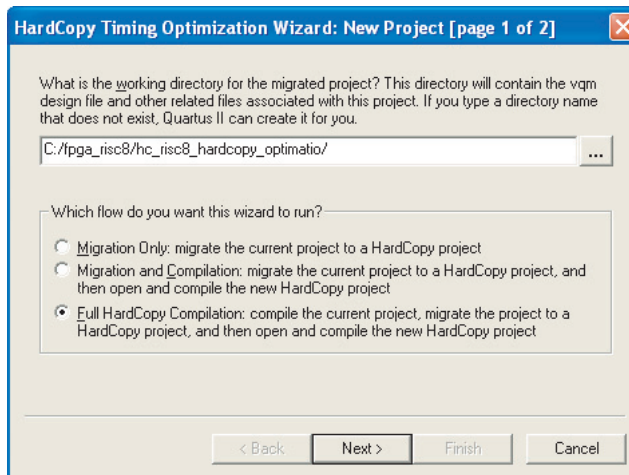 HardCopy Timing Optimization Wizard: New Project [page 1 of 2]
What is the working directory for the migrated project? This directory will contain the vqm
design file and other related files associated with this project. If you type a directory name
that does not exist, Quartus II can create it for you.
C:/fpga_risc8/hc_risc8_hardcopy_optimatio/
...
Which flow do you want this wizard to run?
Migration Only: migrate the current project to a HardCopy project
Migration and Compilation: migrate the current project to a HardCopy project, and
then open and compile the new HardCopy project
Full HardCopy Compilation: compile the current project, migrate the project to a
HardCopy project, and then open and compile the new HardCopy project
< Back
Next >
Finish
Cancel